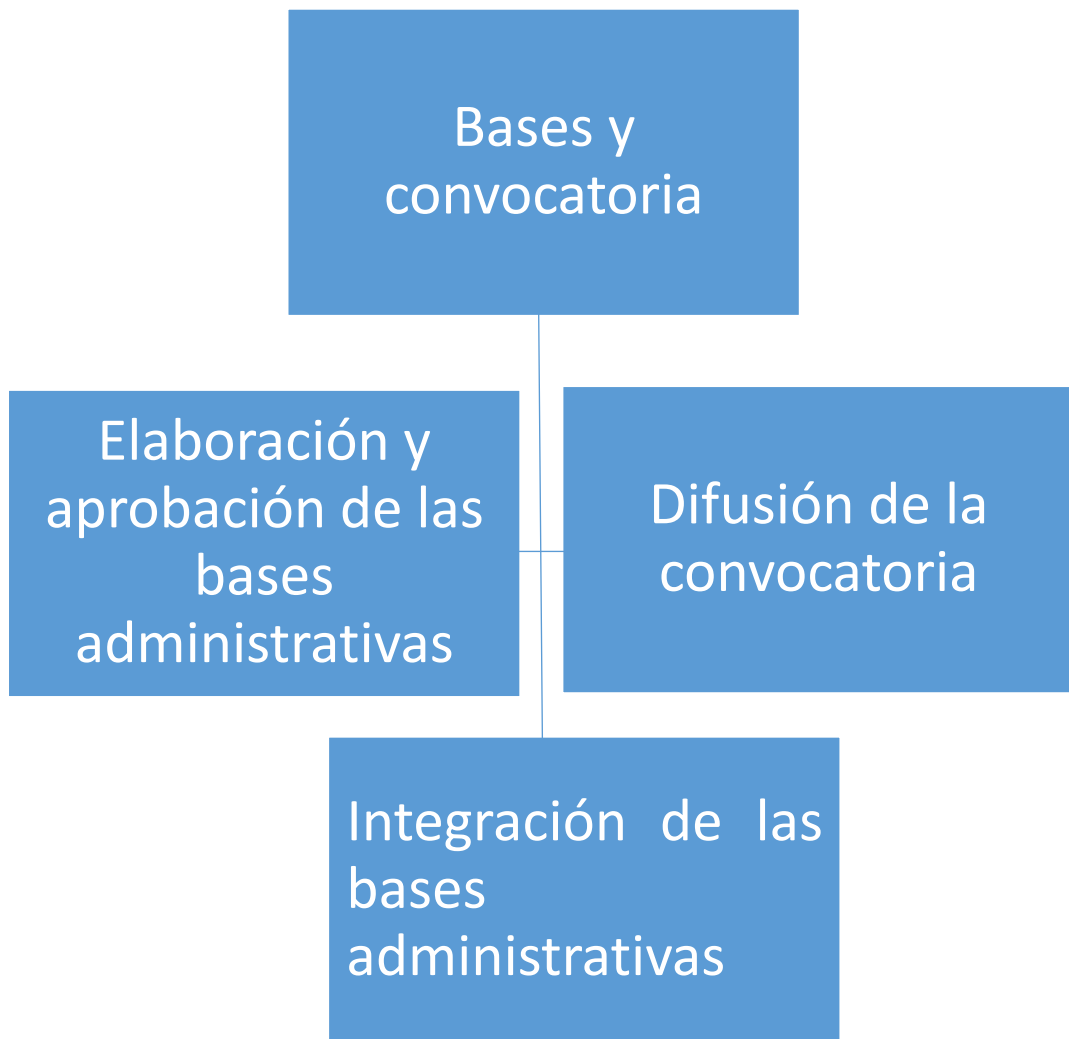 Bases y
convocatoria
Elaboración y
aprobación de las
bases
administrativas
Difusión de la
convocatoria
Integración de las
bases
administrativas